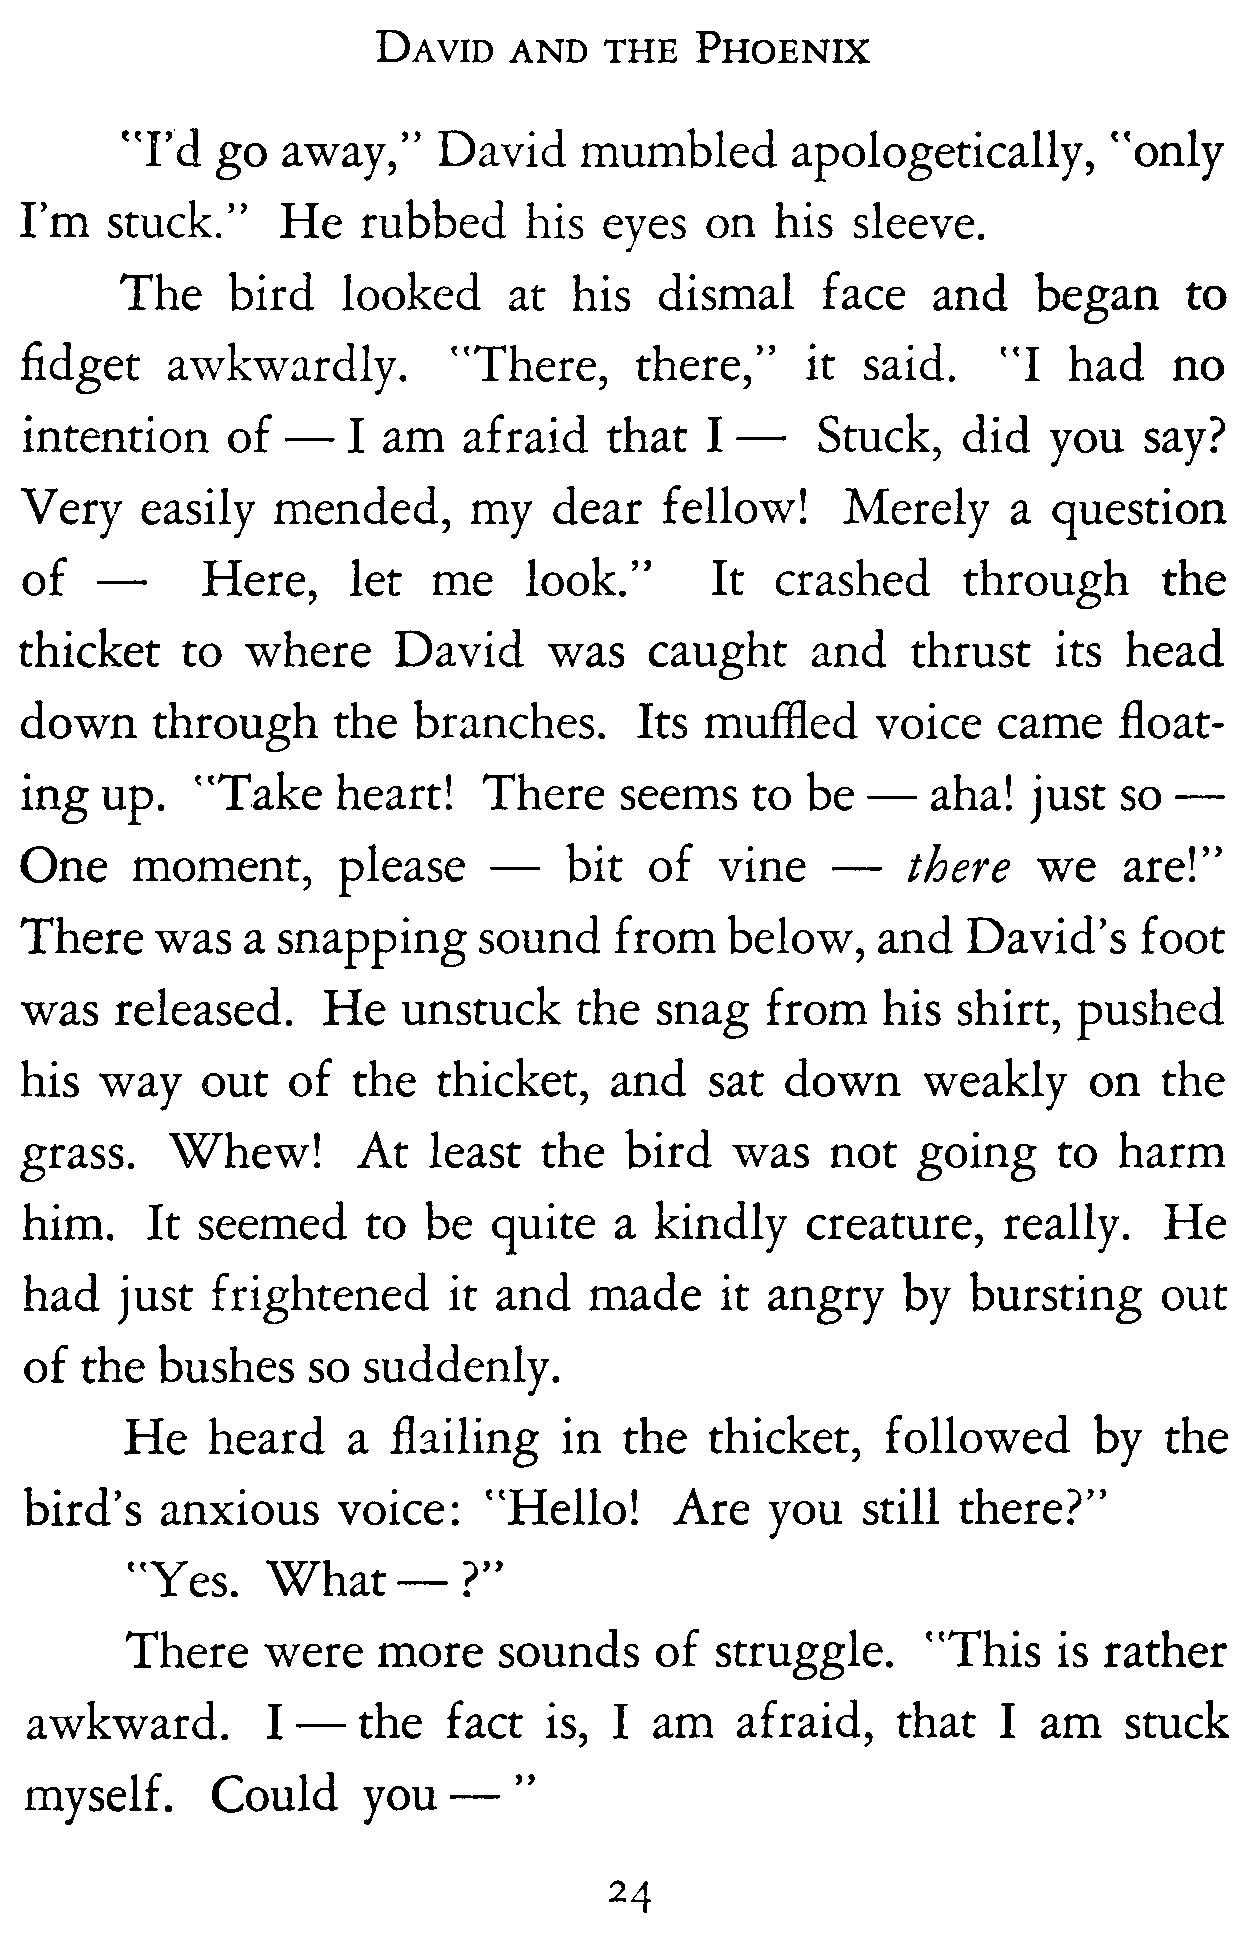 DAVID AND THE PHOENIX
"I'd go away," David mumbled apologetically, "only
I'm stuck." He rubbed his eyes on his sleeve.
The bird looked at his dismal face and began to
fidget awkwardly. "There, there," it said. "I had no
intention of — I am afraid that I — Stuck, did you say?
Very easily mended, my dear fellow! Merely a question
of — Here, let me look." It crashed through the
thicket to where David was caught and thrust its head
down through the branches. Its muffled voice came float-
ing up. "Take heart! There seems to be — aha! just so —
One moment, please — bit of vine — there we are!"
There was a snapping sound from below, and David's foot
was released. He unstuck the snag from his shirt, pushed
his way out of the thicket, and sat down weakly on the
grass. Whew! At least the bird was not going to harm
him. It seemed to be quite a kindly creature, really. He
had just frightened it and made it angry by bursting out
of the bushes so suddenly.
He heard a flailing in the thicket, followed by the
bird's anxious voice: "Hello! Are you still there?"
"Yes. What — ?"
There were more sounds of struggle. "This is rather
awkward. I — the fact is, I am afraid, that I am stuck
myself. Could you — "
24